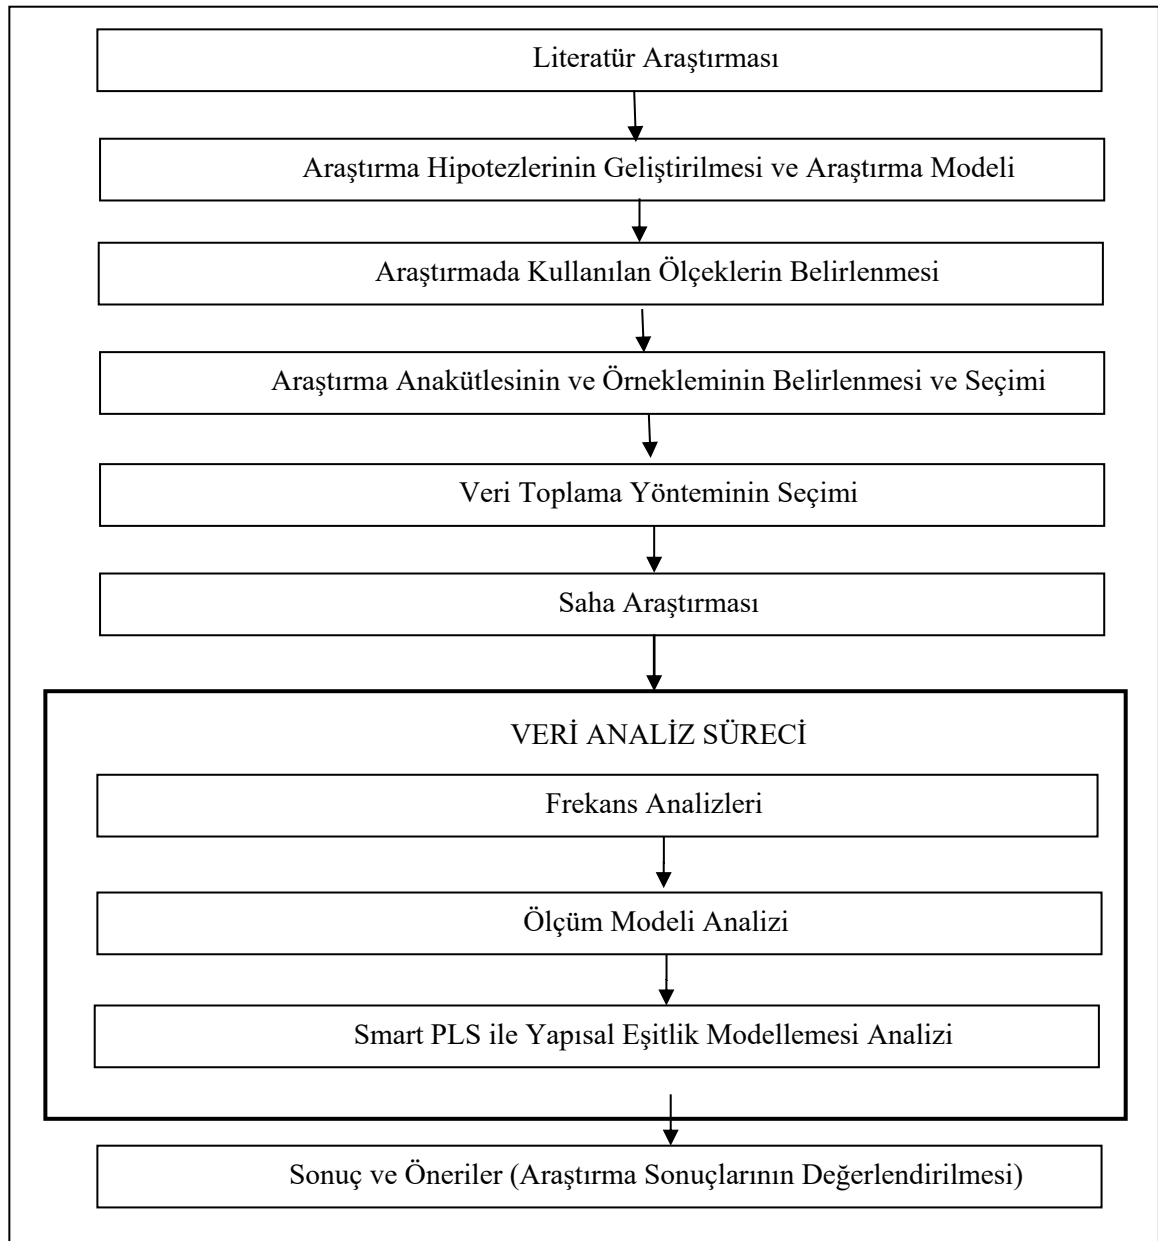 Literatür Araştırması
Araştırma Hipotezlerinin Geliştirilmesi ve Araştırma Modeli
Araştırmada Kullanılan Ölçeklerin Belirlenmesi
Araştırma Anakütlesinin ve Örnekleminin Belirlenmesi ve Seçimi
Veri Toplama Yönteminin Seçimi
Saha Araştırması
VERİ ANALİZ SÜRECİ
Frekans Analizleri
Ölçüm Modeli Analizi
Smart PLS ile Yapısal Eşitlik Modellemesi Analizi
Sonuç ve Öneriler (Araştırma Sonuçlarının Değerlendirilmesi)